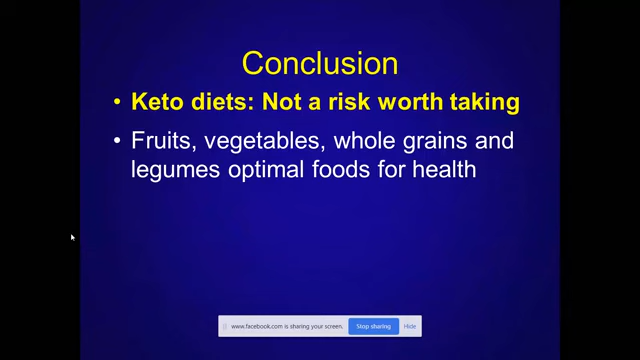 Conclusion
• Keto diets: Not a risk worth taking
• Fruits, vegetables, whole grains and
legumes optimal foods for health
www.facebook.com is sharing your screen. Stop sharing Hide